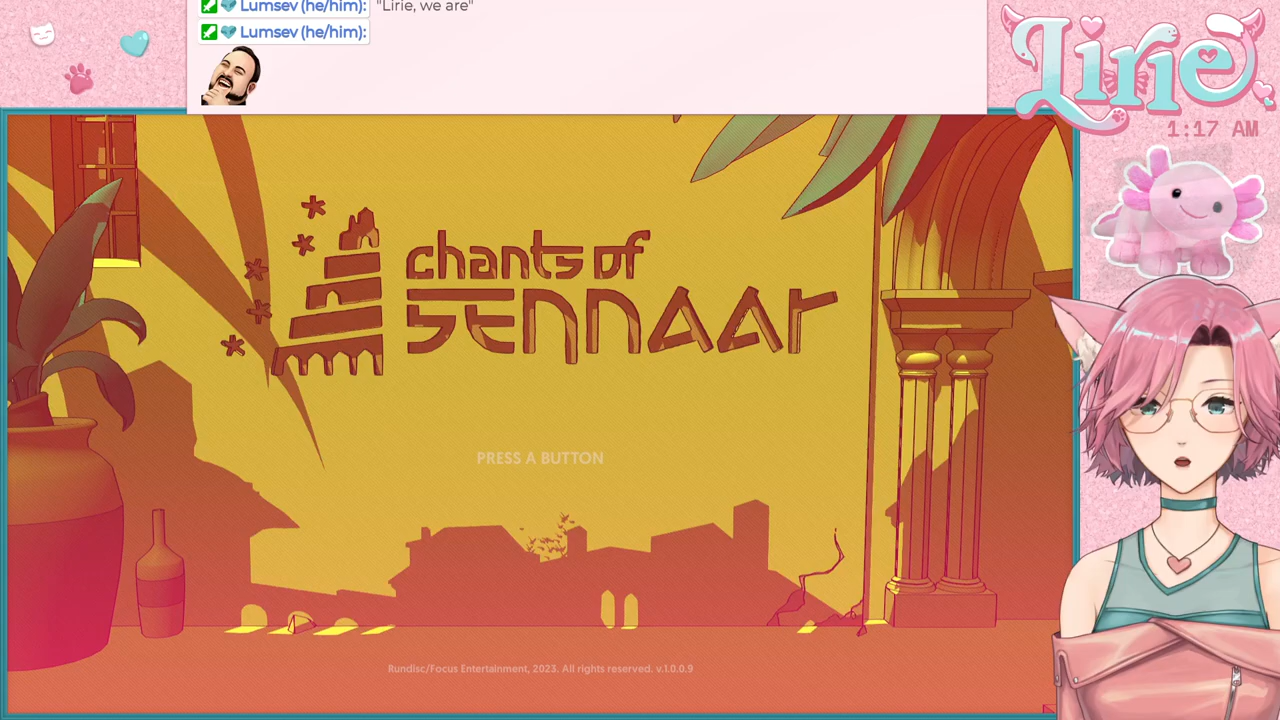 Lumsev (he/him): "Lirie, we are"
Lumsev (he/him):
Lirie
1:17 AM
chants of
SENNAAR
PRESS A BUTTON
Rundisc/Focus Entertainment, 2023. All rights reserved. v.1.0.0.9